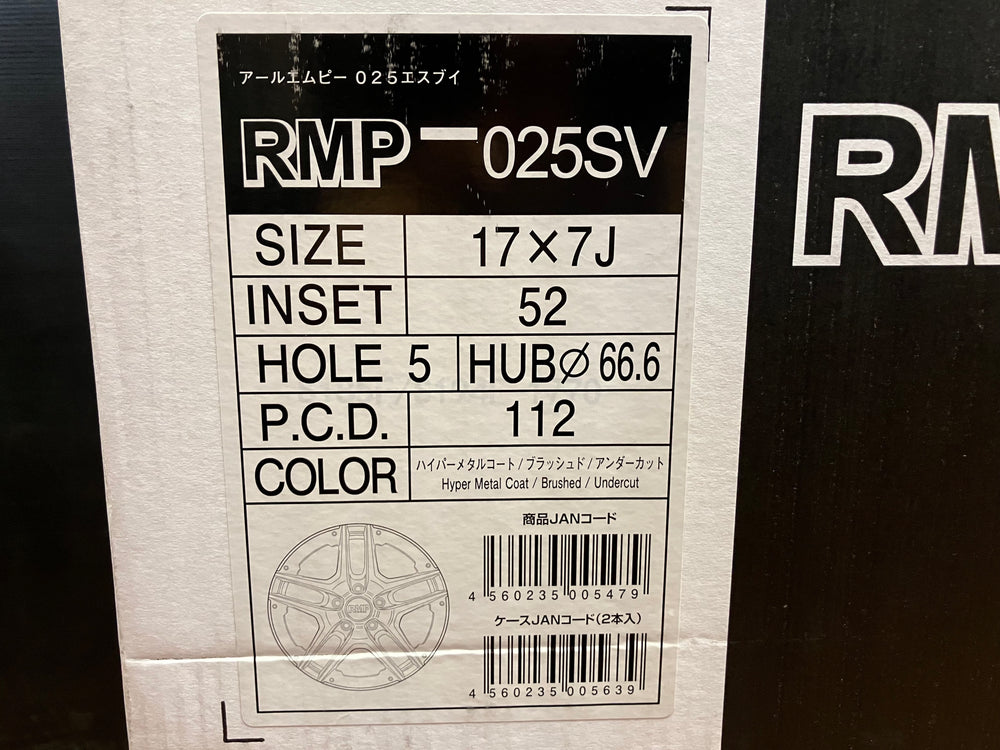 アールエムピー 025エスブイ
RMP-025SV
SIZE 17×7J
INSET 52
HOLE 5 HUBØ 66.6
P.C.D. 112
COLOR ハイパーメタルコート/ブラッシュド/アンダーカット
Hyper Metal Coat / Brushed / Undercut
商品JANコード
4 560235 005479
RMP
ケースJANコード(2本入)
4 560235 005639
RM